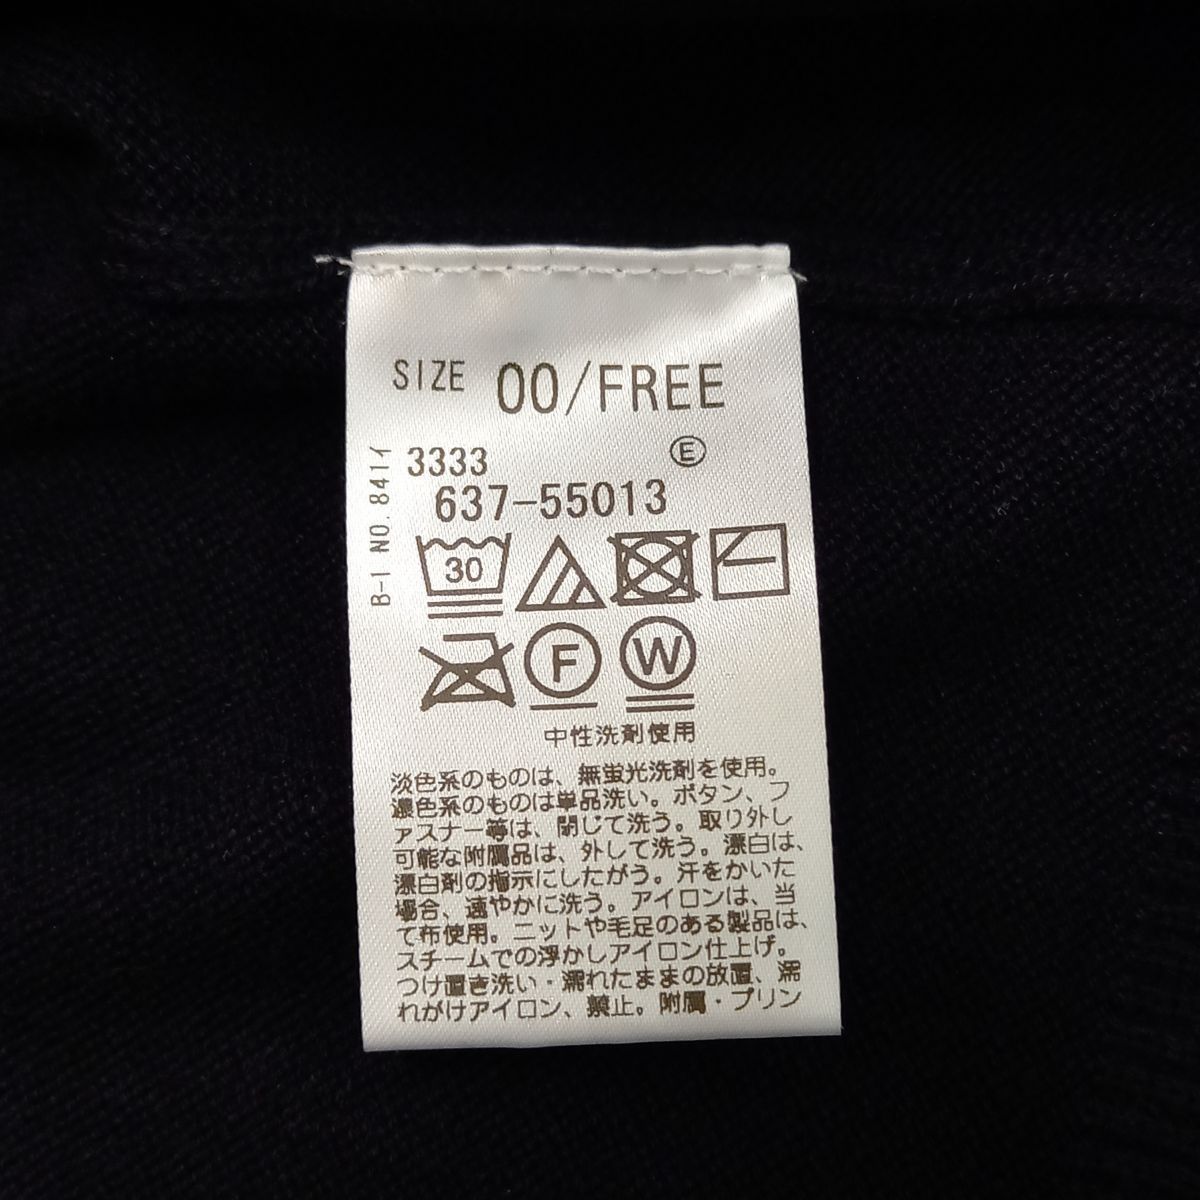 SIZE 00/FREE
3333 Ⓔ
637-55013
B-1 NO.841イ
30
F W
中性洗剤使用
淡色系のものは、無蛍光洗剤を使用。
濃色系のものは単品洗い。ボタン、フ
ァスナー等は、閉じて洗う。取り外し
可能な附属品は、外して洗う。漂白は、
漂白剤の指示にしたがう。汗をかいた
場合、速やかに洗う。アイロンは、当
て布使用。ニットや毛足のある製品は、
スチームでの浮かしアイロン仕上げ。
つけ置き洗い・濡れたままの放置、濡
れがけアイロン、禁止。附属・プリン